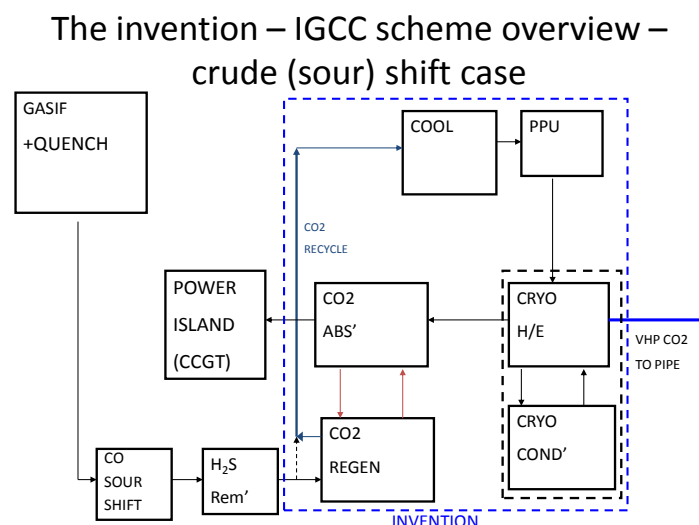 The invention – IGCC scheme overview –
crude (sour) shift case
GASIF
+QUENCH
COOL
PPU
CO2
RECYCLE
POWER
ISLAND
(CCGT)
CO2
ABS'
CRYO
H/E
VHP CO2
TO PIPE
CO2
REGEN
CRYO
COND'
CO
SOUR
SHIFT
H₂S
Rem'
INVENTION